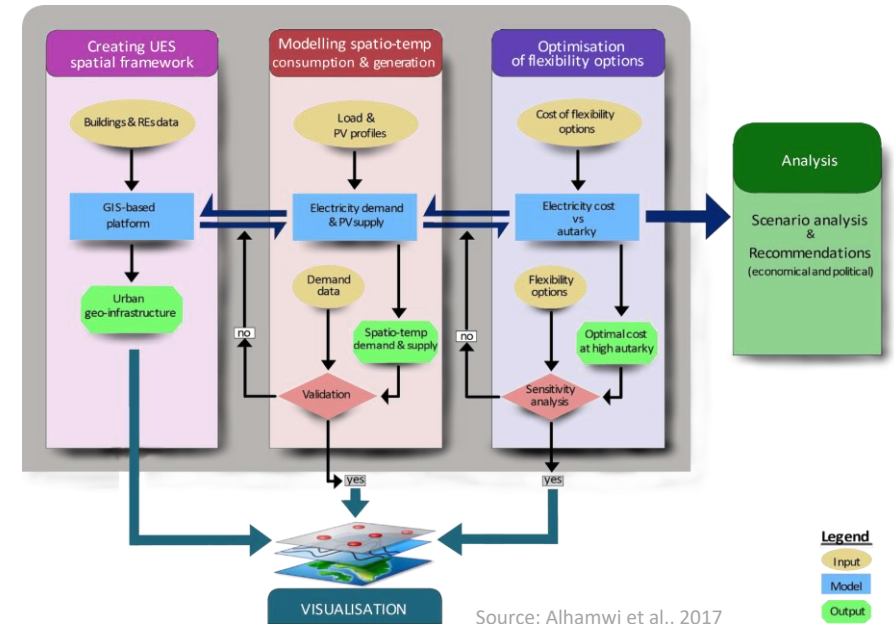 Creating UES
spatial framework
Buildings & REs data
GIS-based
platform
Urban
geo-infrastructure
Modelling spatio-temp
consumption & generation
Load &
PV profiles
Electricity demand
& PV supply
Demand
data
no
Spatio-temp
demand & supply
Validation
yes
Optimisation
of flexibility options
Cost of flexibility
options
Electricity cost
vs
autarky
Flexibility
options
no
Optimal cost
at high autarky
Sensitivity
analysis
yes
Analysis
Scenario analysis
&
Recommendations
(economical and political)
VISUALISATION
Source: Alhamwi et al., 2017
Legend
Input
Model
Output